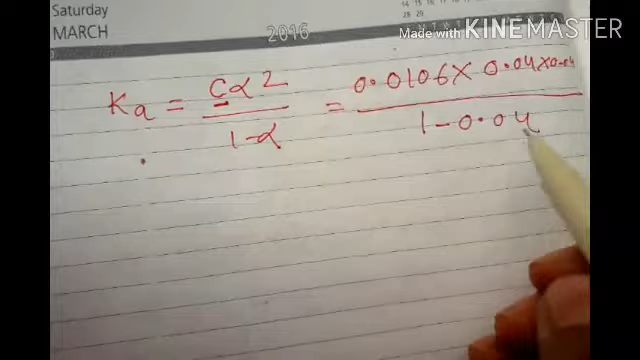 Saturday
MARCH
2016
Made with KINEMASTER
Ka = Cα2 / 1-α = 0.0106 × 0.04 × 0.04 / 1-0.04